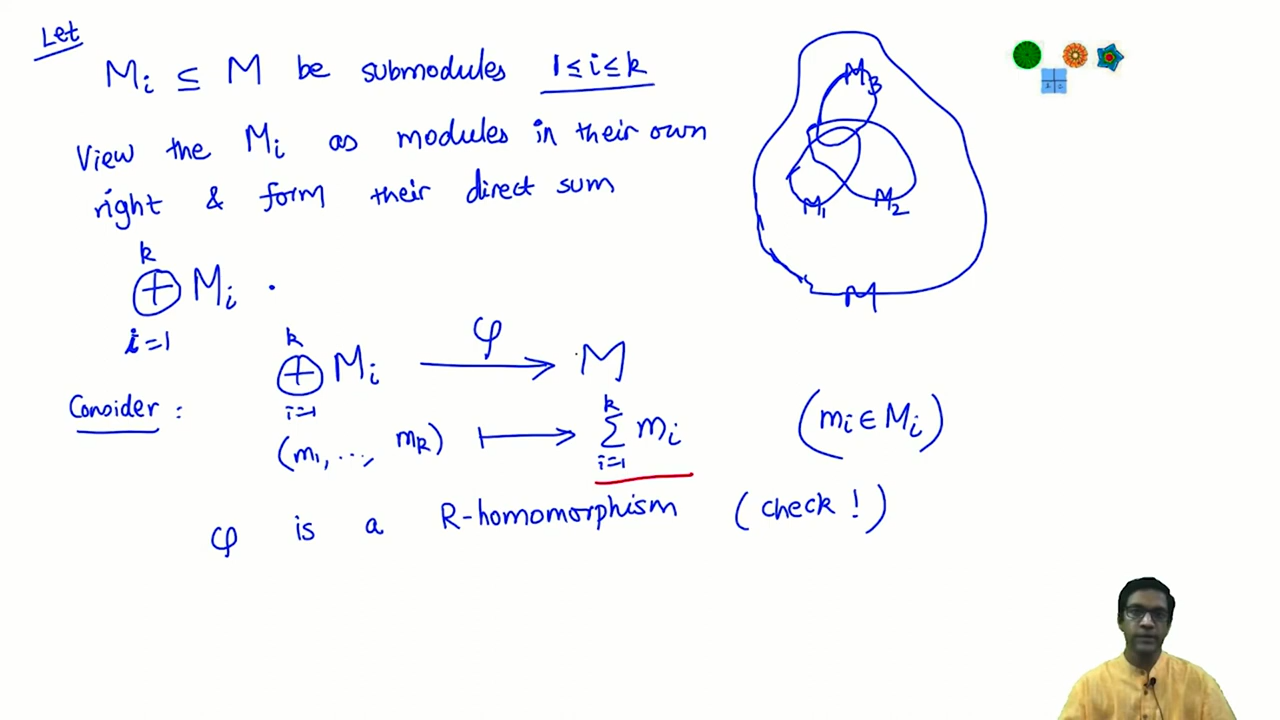 Let
Mᵢ ≤ M be submodules 1 ≤ i ≤ k
View the Mᵢ as modules in their own
right & form their direct sum
k
⊕ Mᵢ .
i=1
M₃
M₁ M₂
M
k
⊕ Mᵢ → M
i=1
φ
Consider :
k
(m₁, ..., mₖ) ↦ ∑ mᵢ (mᵢ ∈ Mᵢ)
i=1
φ is a R-homomorphism (check!)